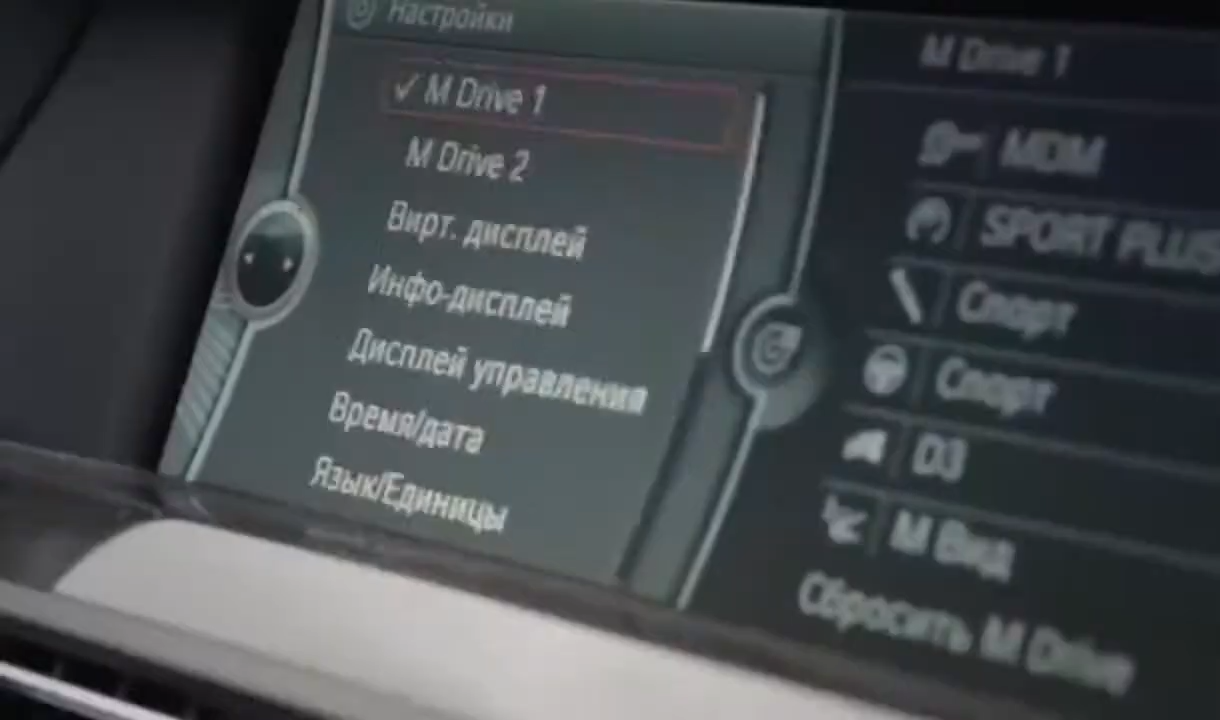 Настройки
✓ M Drive 1
M Drive 2
Вирт. дисплей
Инфо-дисплей
Дисплей управления
Время/дата
Язык/Единицы
M Drive 1
MDM
SPORT PLUS
Спорт
Спорт
D3
M Вид
Сбросить M Drive